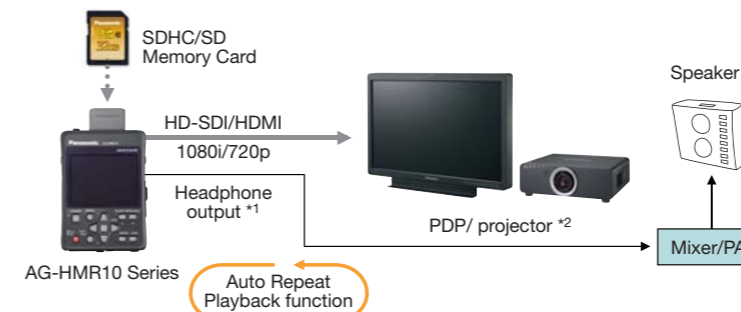 SDHC/SD
Memory Card
Speaker
HD-SDI/HDMI
1080i/720p
Panasonic
Headphone
output *1
PDP/ projector *2
Mixer/PA
AG-HMR10 Series
Auto Repeat
Playback function